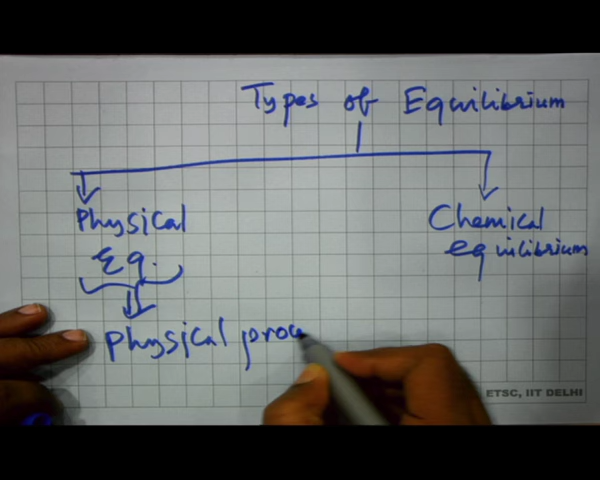 Types of Equilibrium
Physical
Eq.
Chemical
equilibrium
Physical proc
ETSC, IIT DELHI